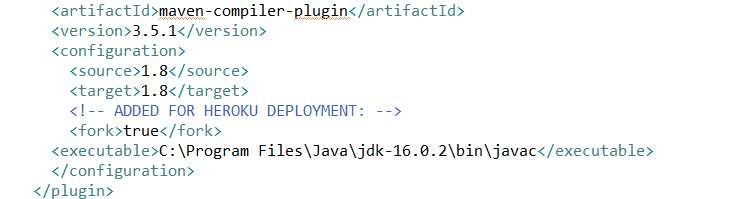 <artifactId>maven-compiler-plugin</artifactId>
<version>3.5.1</version>
<configuration>
<source>1.8</source>
<target>1.8</target>
<!-- ADDED FOR HEROKU DEPLOYMENT: -->
<fork>true</fork>
<executable>C:\Program Files\Java\jdk-16.0.2\bin\javac</executable>
</configuration>
</plugin>